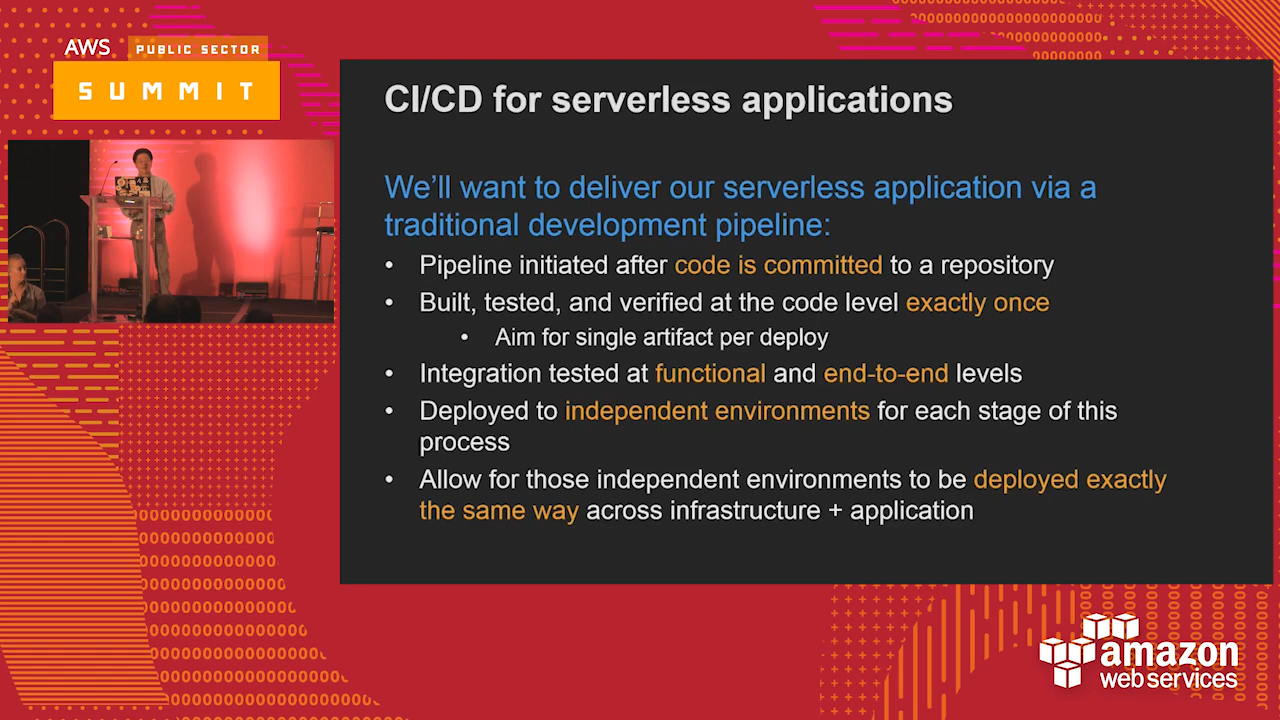 AWS PUBLIC SECTOR
SUMMIT
CI/CD for serverless applications
We'll want to deliver our serverless application via a
traditional development pipeline:
• Pipeline initiated after code is committed to a repository
• Built, tested, and verified at the code level exactly once
• Aim for single artifact per deploy
• Integration tested at functional and end-to-end levels
• Deployed to independent environments for each stage of this
process
• Allow for those independent environments to be deployed exactly
the same way across infrastructure + application
amazon
web services